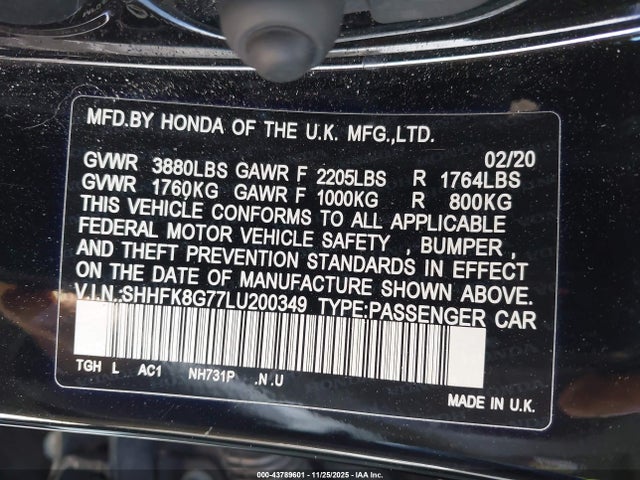 MFD.BY HONDA OF THE U.K. MFG.,LTD.
02/20
GVWR 3880LBS GAWR F 2205LBS R 1764LBS
GVWR 1760KG GAWR F 1000KG R 800KG
THIS VEHICLE CONFORMS TO ALL APPLICABLE
FEDERAL MOTOR VEHICLE SAFETY , BUMPER ,
AND THEFT PREVENTION STANDARDS IN EFFECT
ON THE DATE OF MANUFACTURE SHOWN ABOVE.
V.I.N.:SHHFK8G77LU200349 TYPE:PASSENGER CAR
TGH L AC1 NH731P .N.U
MADE IN U.K.
000-43789601 - 11/25/2025 - IAA Inc.